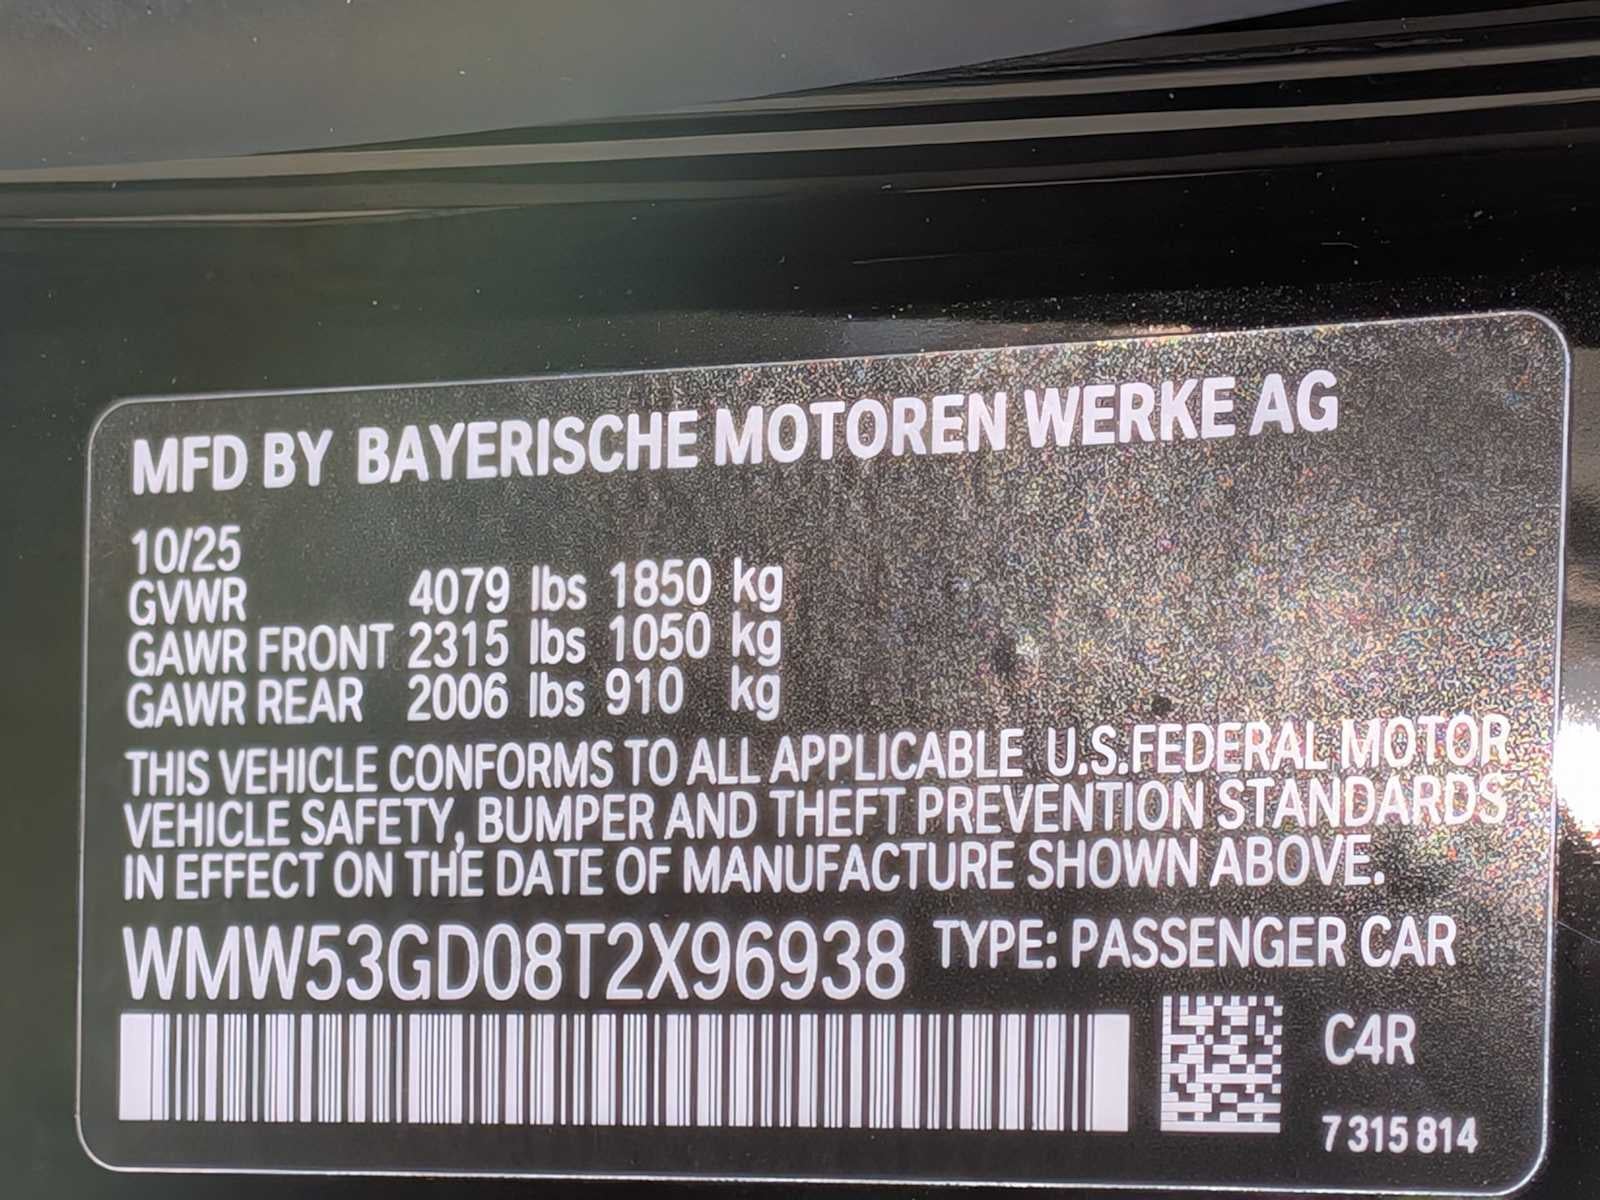 MFD BY BAYERISCHE MOTOREN WERKE AG
10/25
GVWR 4079 lbs 1850 kg
GAWR FRONT 2315 lbs 1050 kg
GAWR REAR 2006 lbs 910 kg
THIS VEHICLE CONFORMS TO ALL APPLICABLE U.S.FEDERAL MOTOR
VEHICLE SAFETY, BUMPER AND THEFT PREVENTION STANDARDS
IN EFFECT ON THE DATE OF MANUFACTURE SHOWN ABOVE.
WMW53GD08T2X96938 TYPE: PASSENGER CAR
C4R
7 315 814